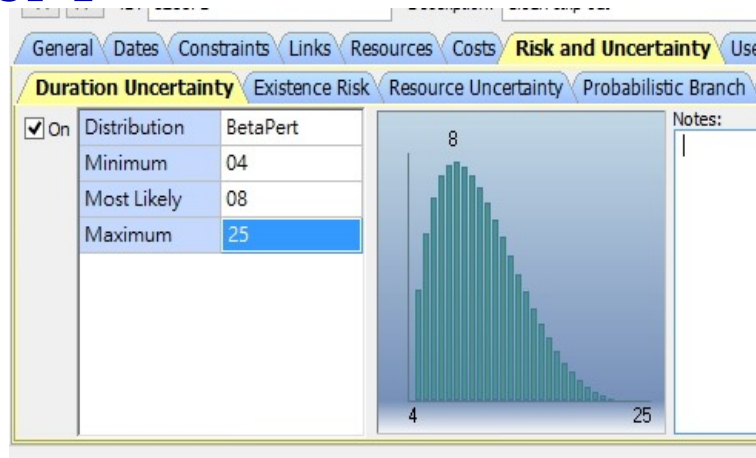 General Dates Constraints Links Resources Costs Risk and Uncertainty Use
Duration Uncertainty Existence Risk Resource Uncertainty Probabilistic Branch
On Distribution BetaPert
Minimum 04
Most Likely 08
Maximum 25
8
4 25
Notes: